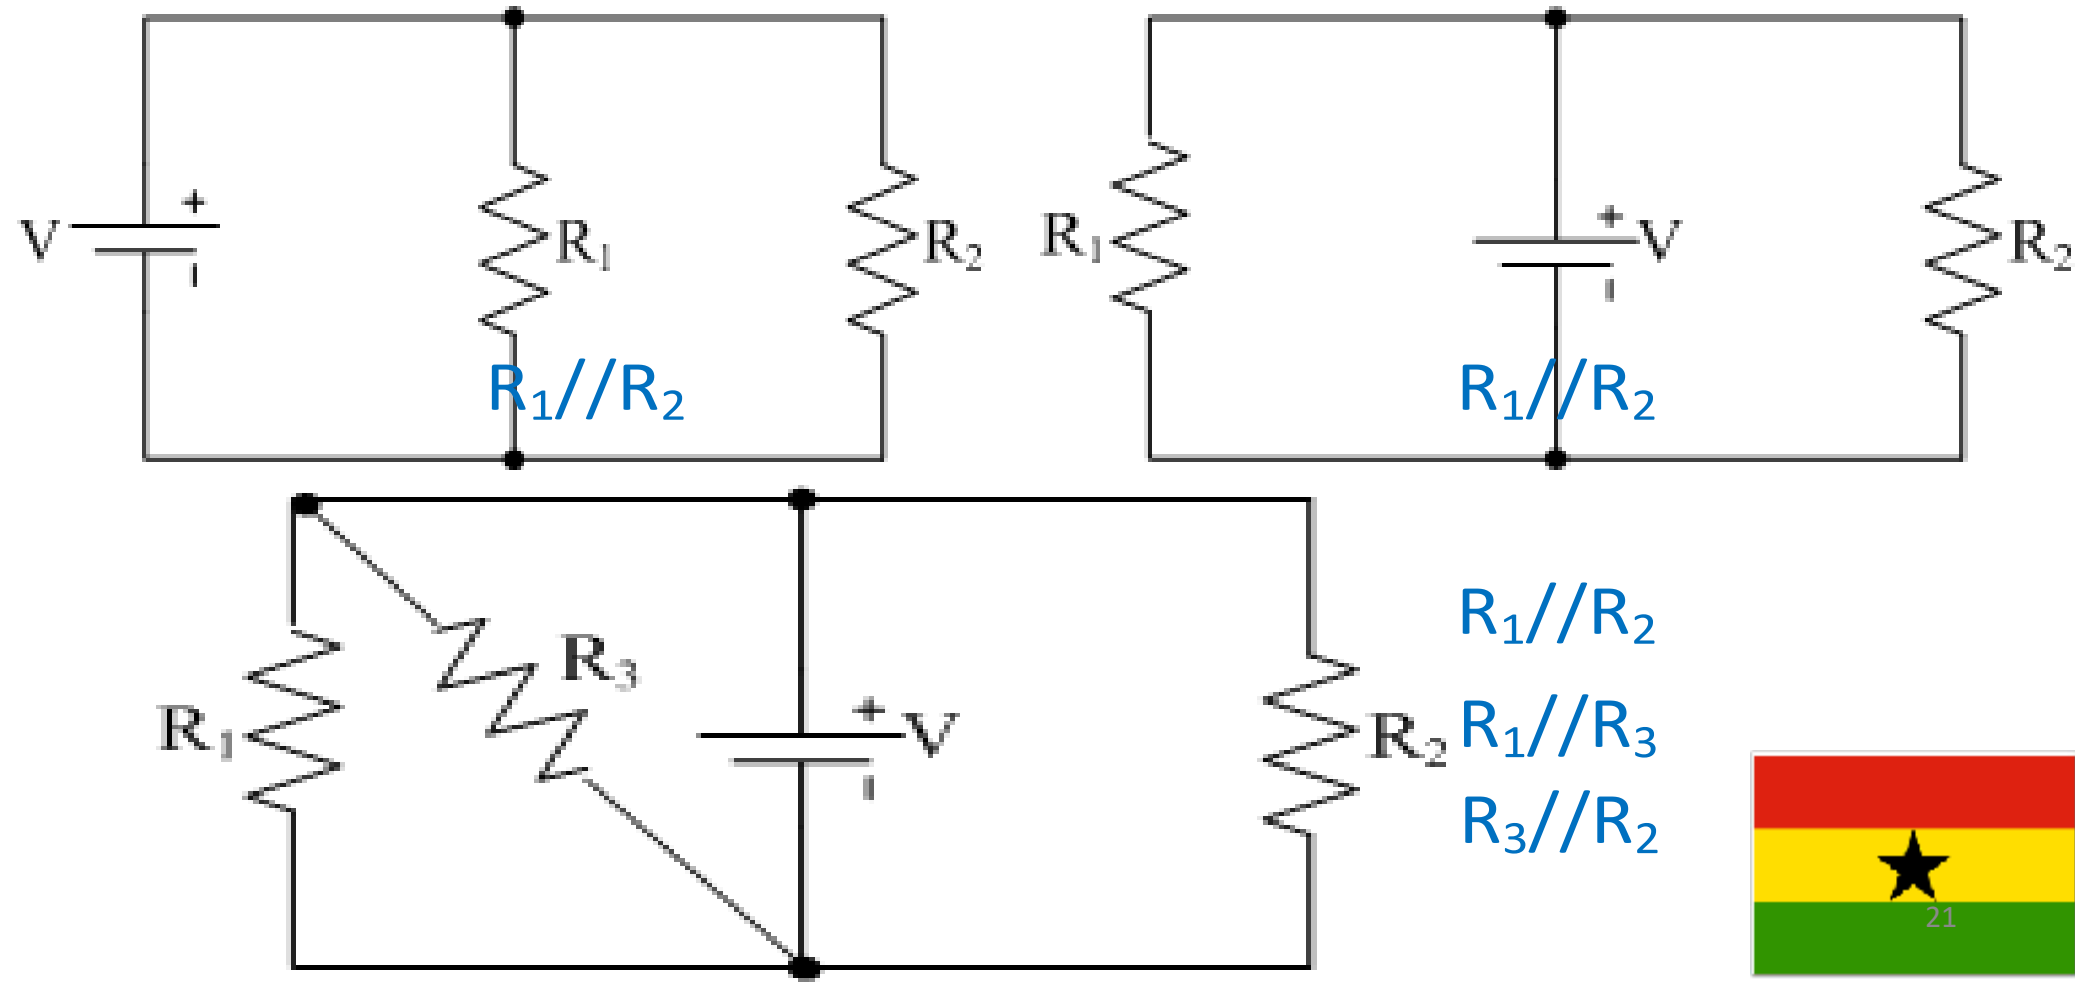 V
+
-
R₁
R₂
R₁//R₂
R₁
+
-
V
R₂
R₁//R₂
R₁
R₃
+
-
V
R₂
R₁//R₂
R₁//R₃
R₃//R₂
21